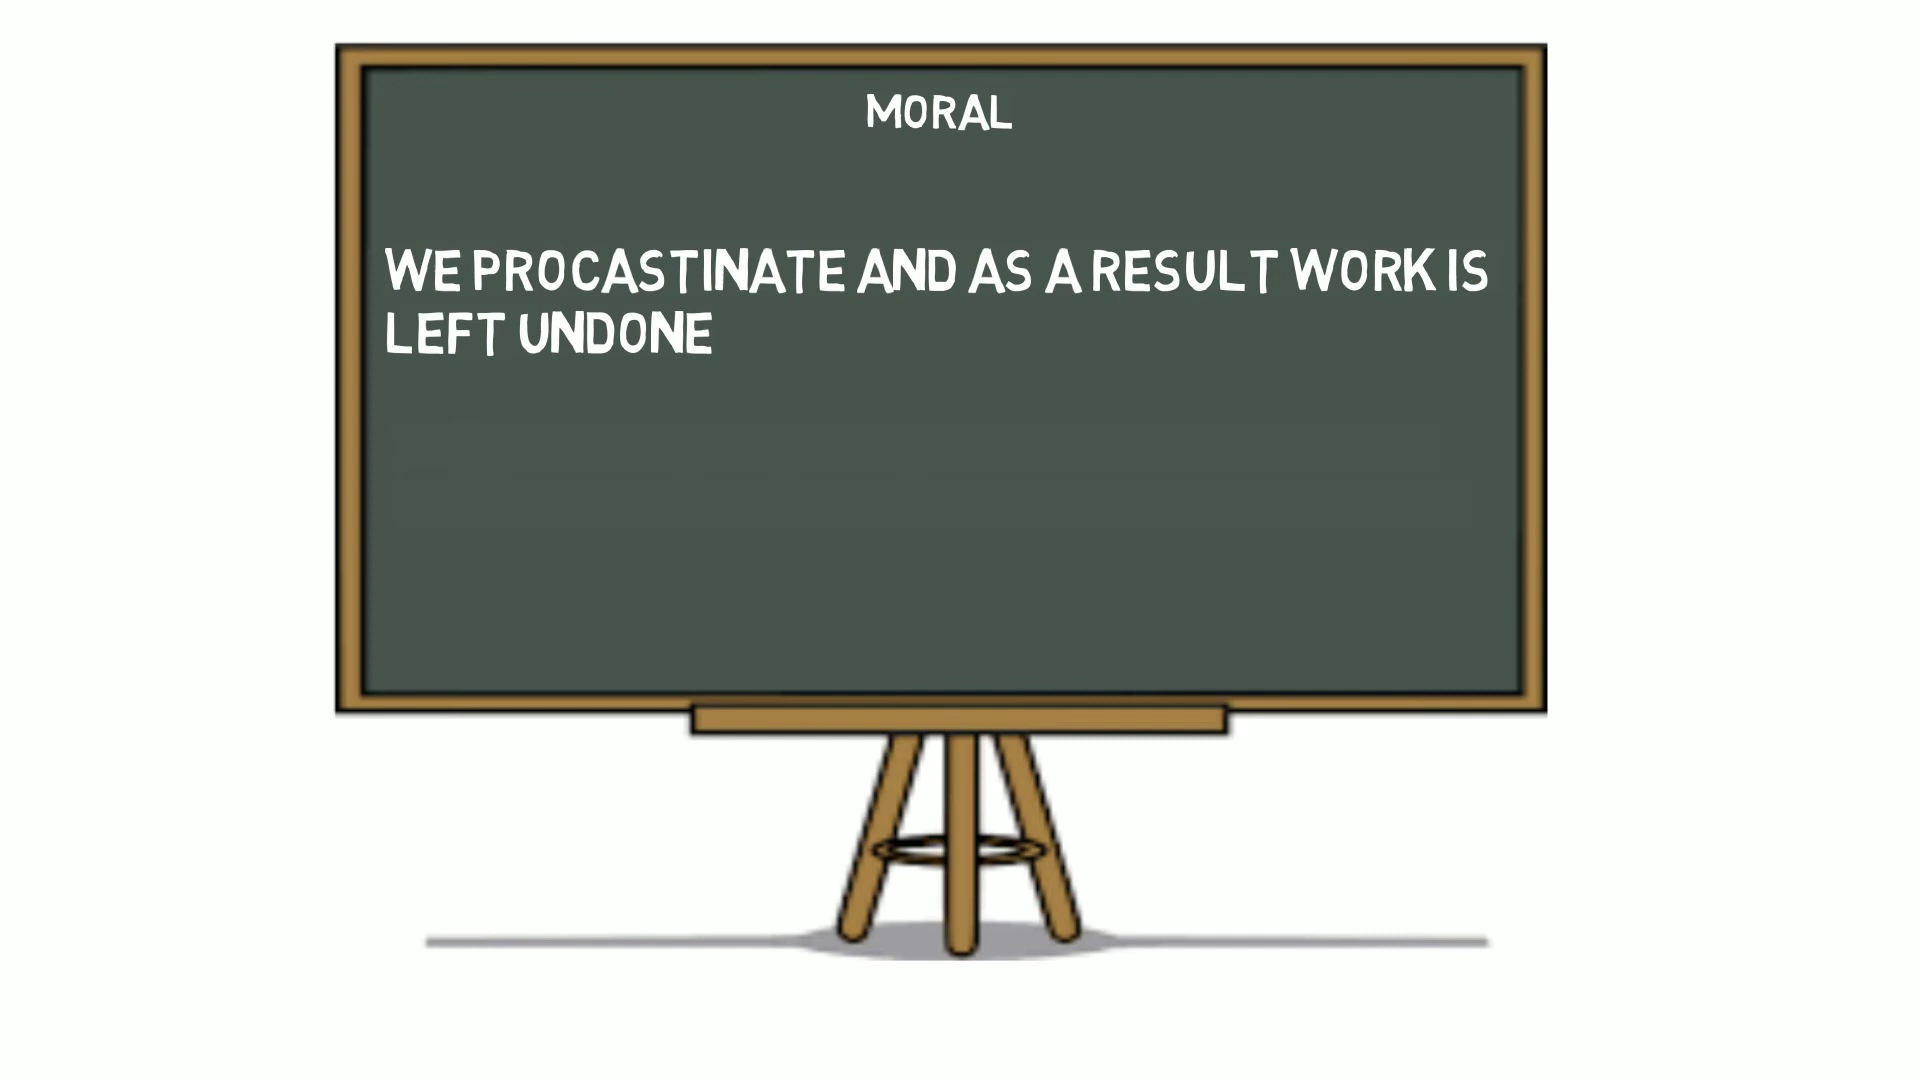 MORAL
WE PROCASTINATE AND AS A RESULT WORK IS
LEFT UNDONE